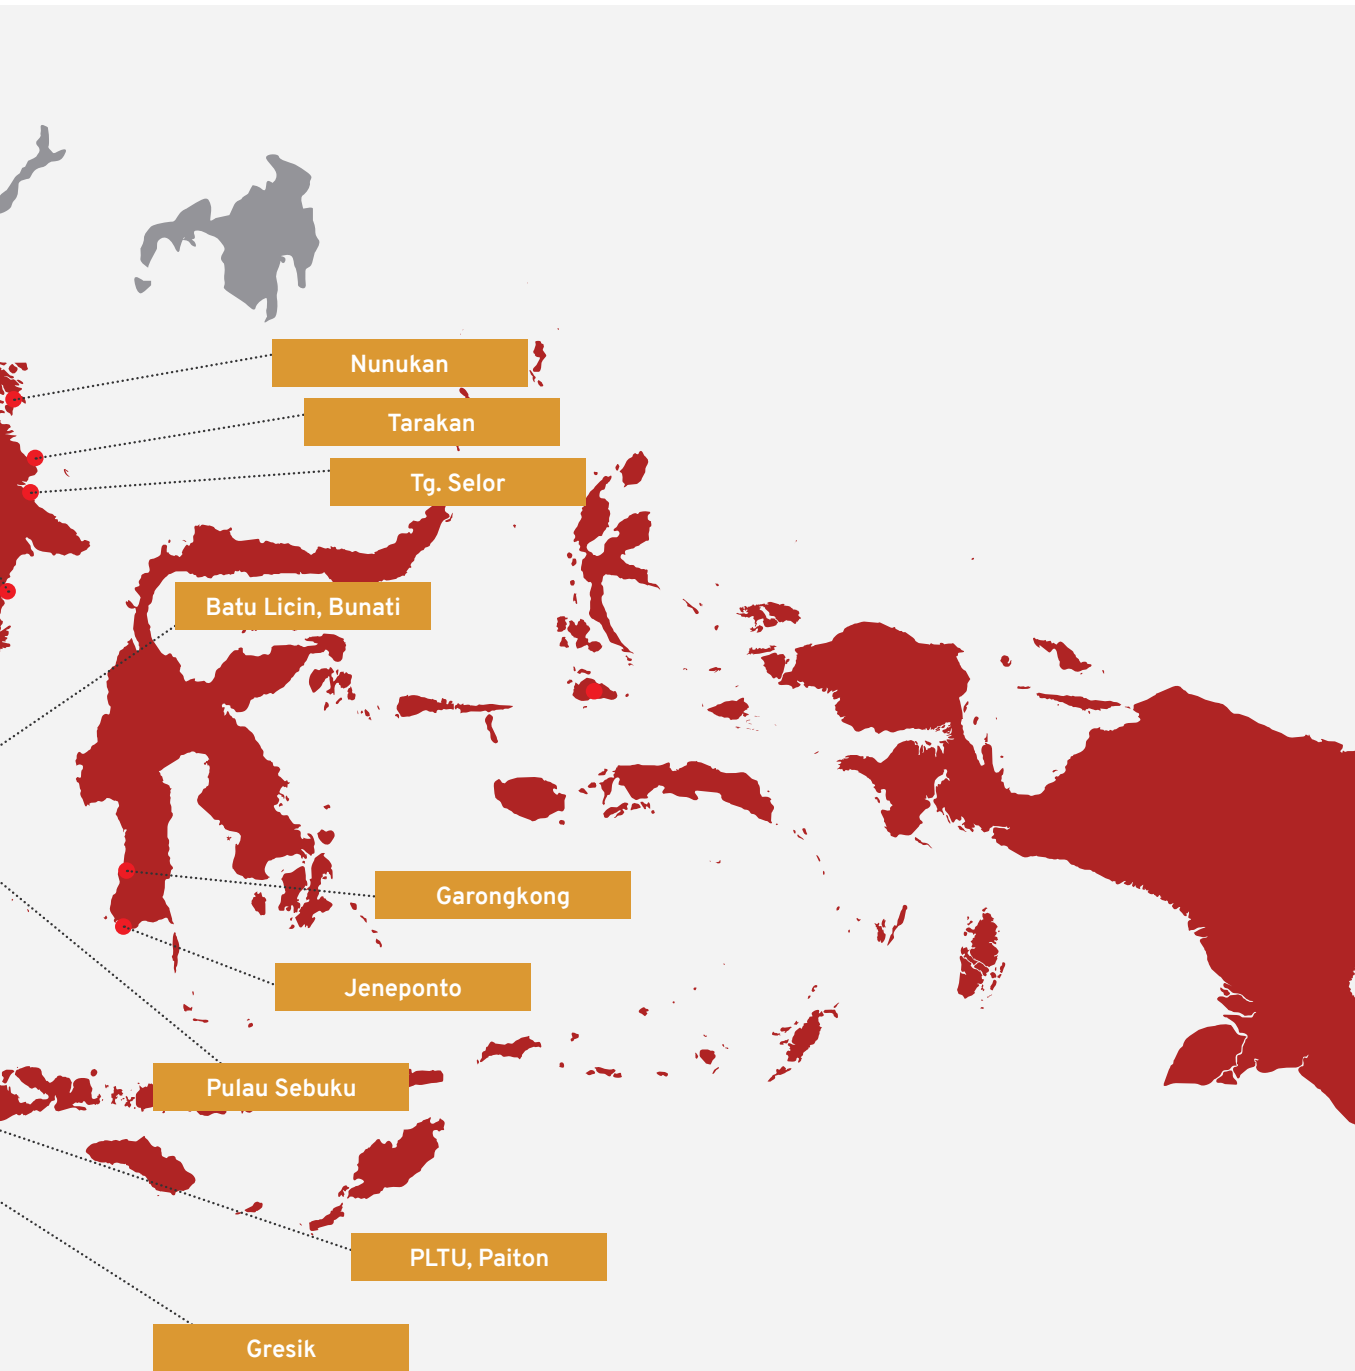 Nunukan
Tarakan
Tg. Selor
Batu Licin, Bunati
Garongkong
Jeneponto
Pulau Sebuku
PLTU, Paiton
Gresik